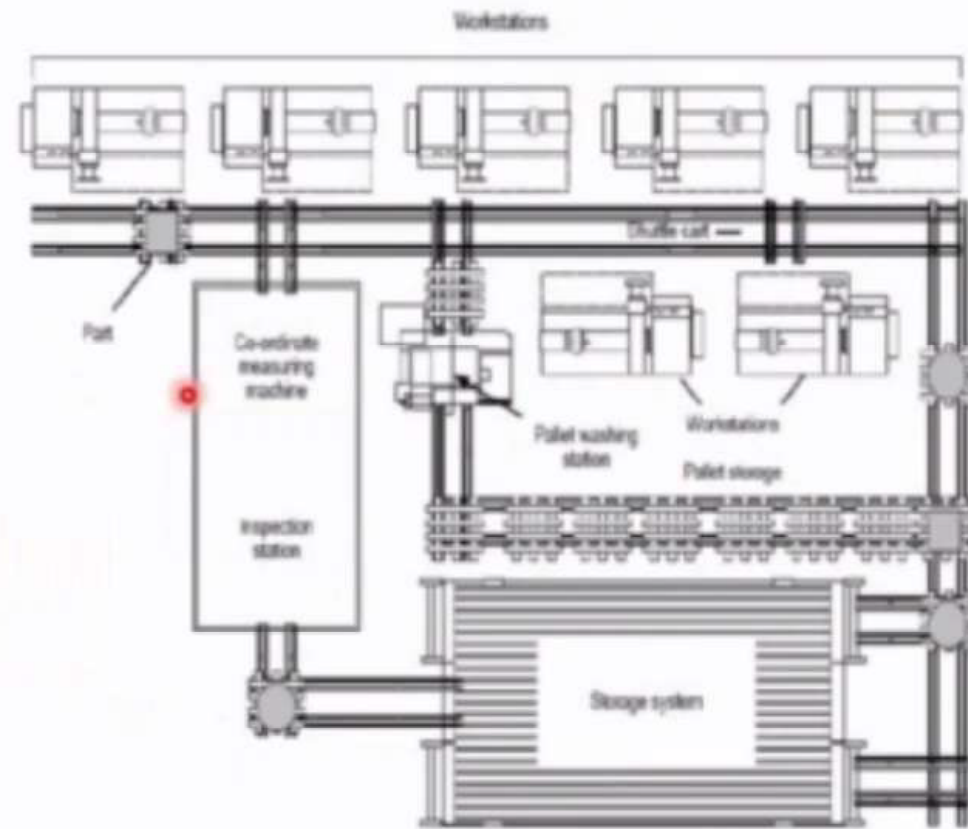 Workstations
Shuttle cart
Part
Co-ordinate
measuring
machine
Pallet washing
station
Workstations
Pallet storage
Inspection
station
Storage system